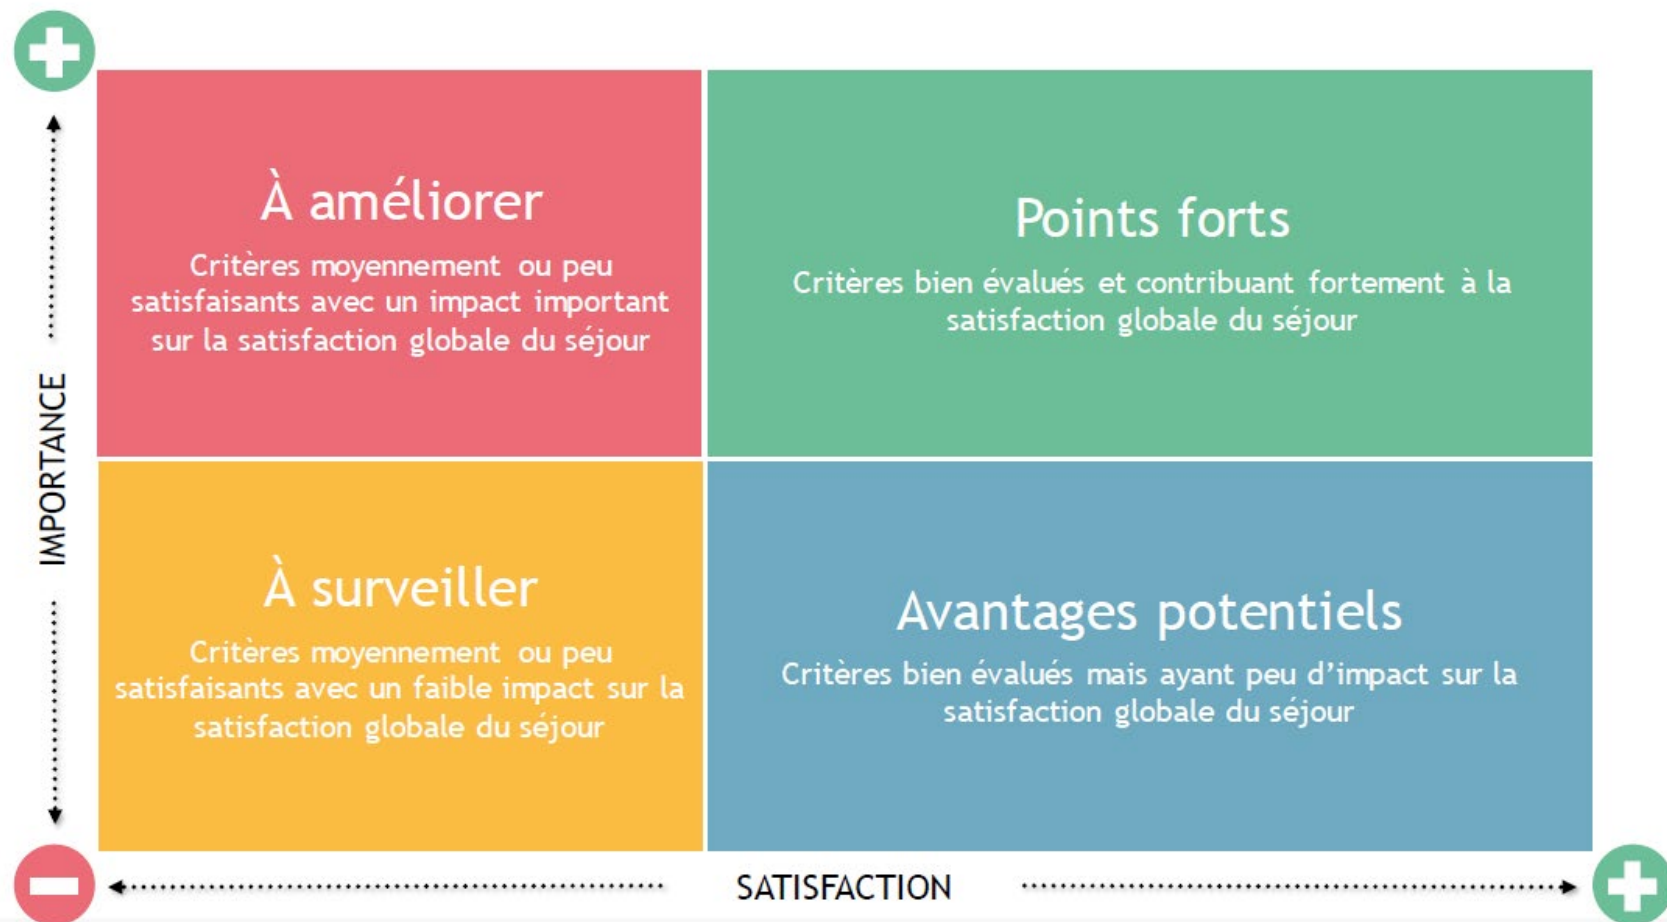 À améliorer
Critères moyennement ou peu
satisfaisants avec un impact important
sur la satisfaction globale du séjour
Points forts
Critères bien évalués et contribuant fortement à la
satisfaction globale du séjour
IMPORTANCE
À surveiller
Critères moyennement ou peu
satisfaisants avec un faible impact sur la
satisfaction globale du séjour
Avantages potentiels
Critères bien évalués mais ayant peu d’impact sur la
satisfaction globale du séjour
SATISFACTION